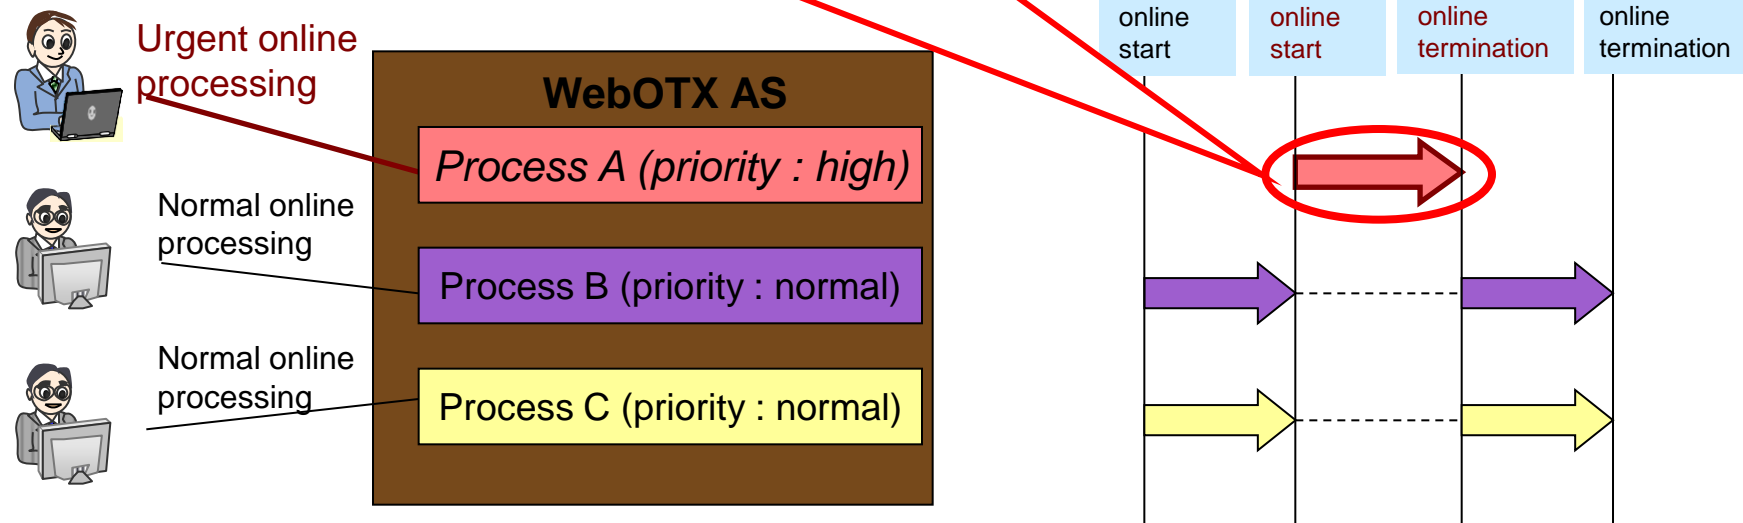 Urgent online
processing
Normal online
processing
Normal online
processing
WebOTX AS
Process A (priority : high)
Process B (priority : normal)
Process C (priority : normal)
online
start
online
start
online
termination
online
termination